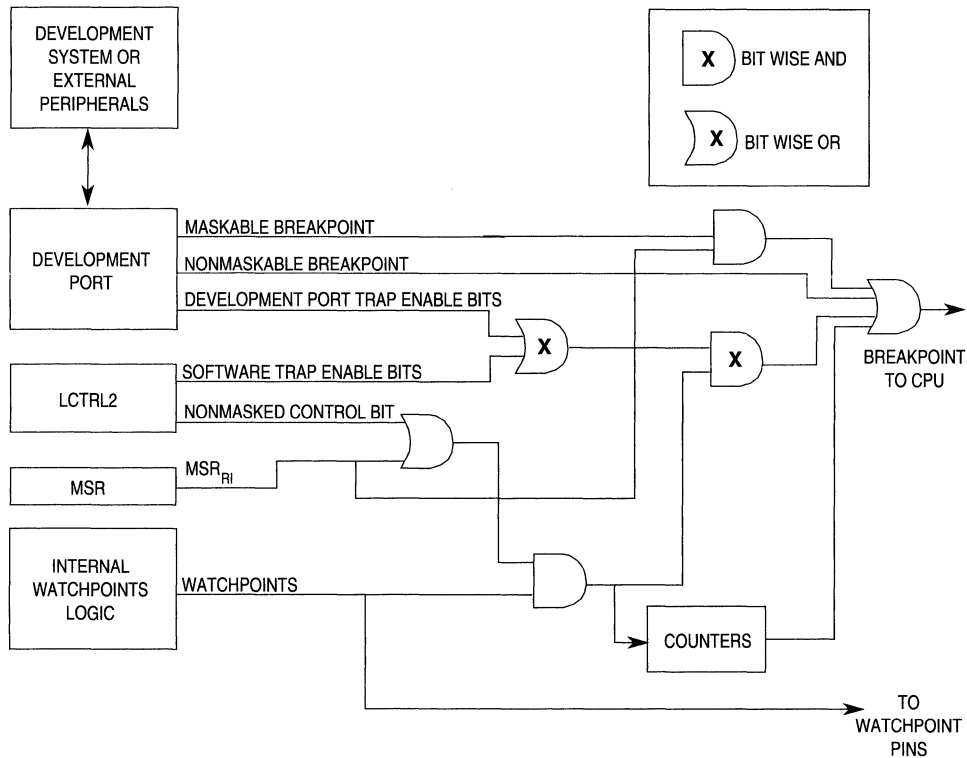 DEVELOPMENT
SYSTEM OR
EXTERNAL
PERIPHERALS
X
BIT WISE AND
X
BIT WISE OR
DEVELOPMENT
PORT
MASKABLE BREAKPOINT
NONMASKABLE BREAKPOINT
DEVELOPMENT PORT TRAP ENABLE BITS
X
X
BREAKPOINT
TO CPU
LCTRL2
SOFTWARE TRAP ENABLE BITS
NONMASKED CONTROL BIT
MSR
MSR RI
INTERNAL
WATCHPOINTS
LOGIC
WATCHPOINTS
COUNTERS
TO
WATCHPOINT
PINS